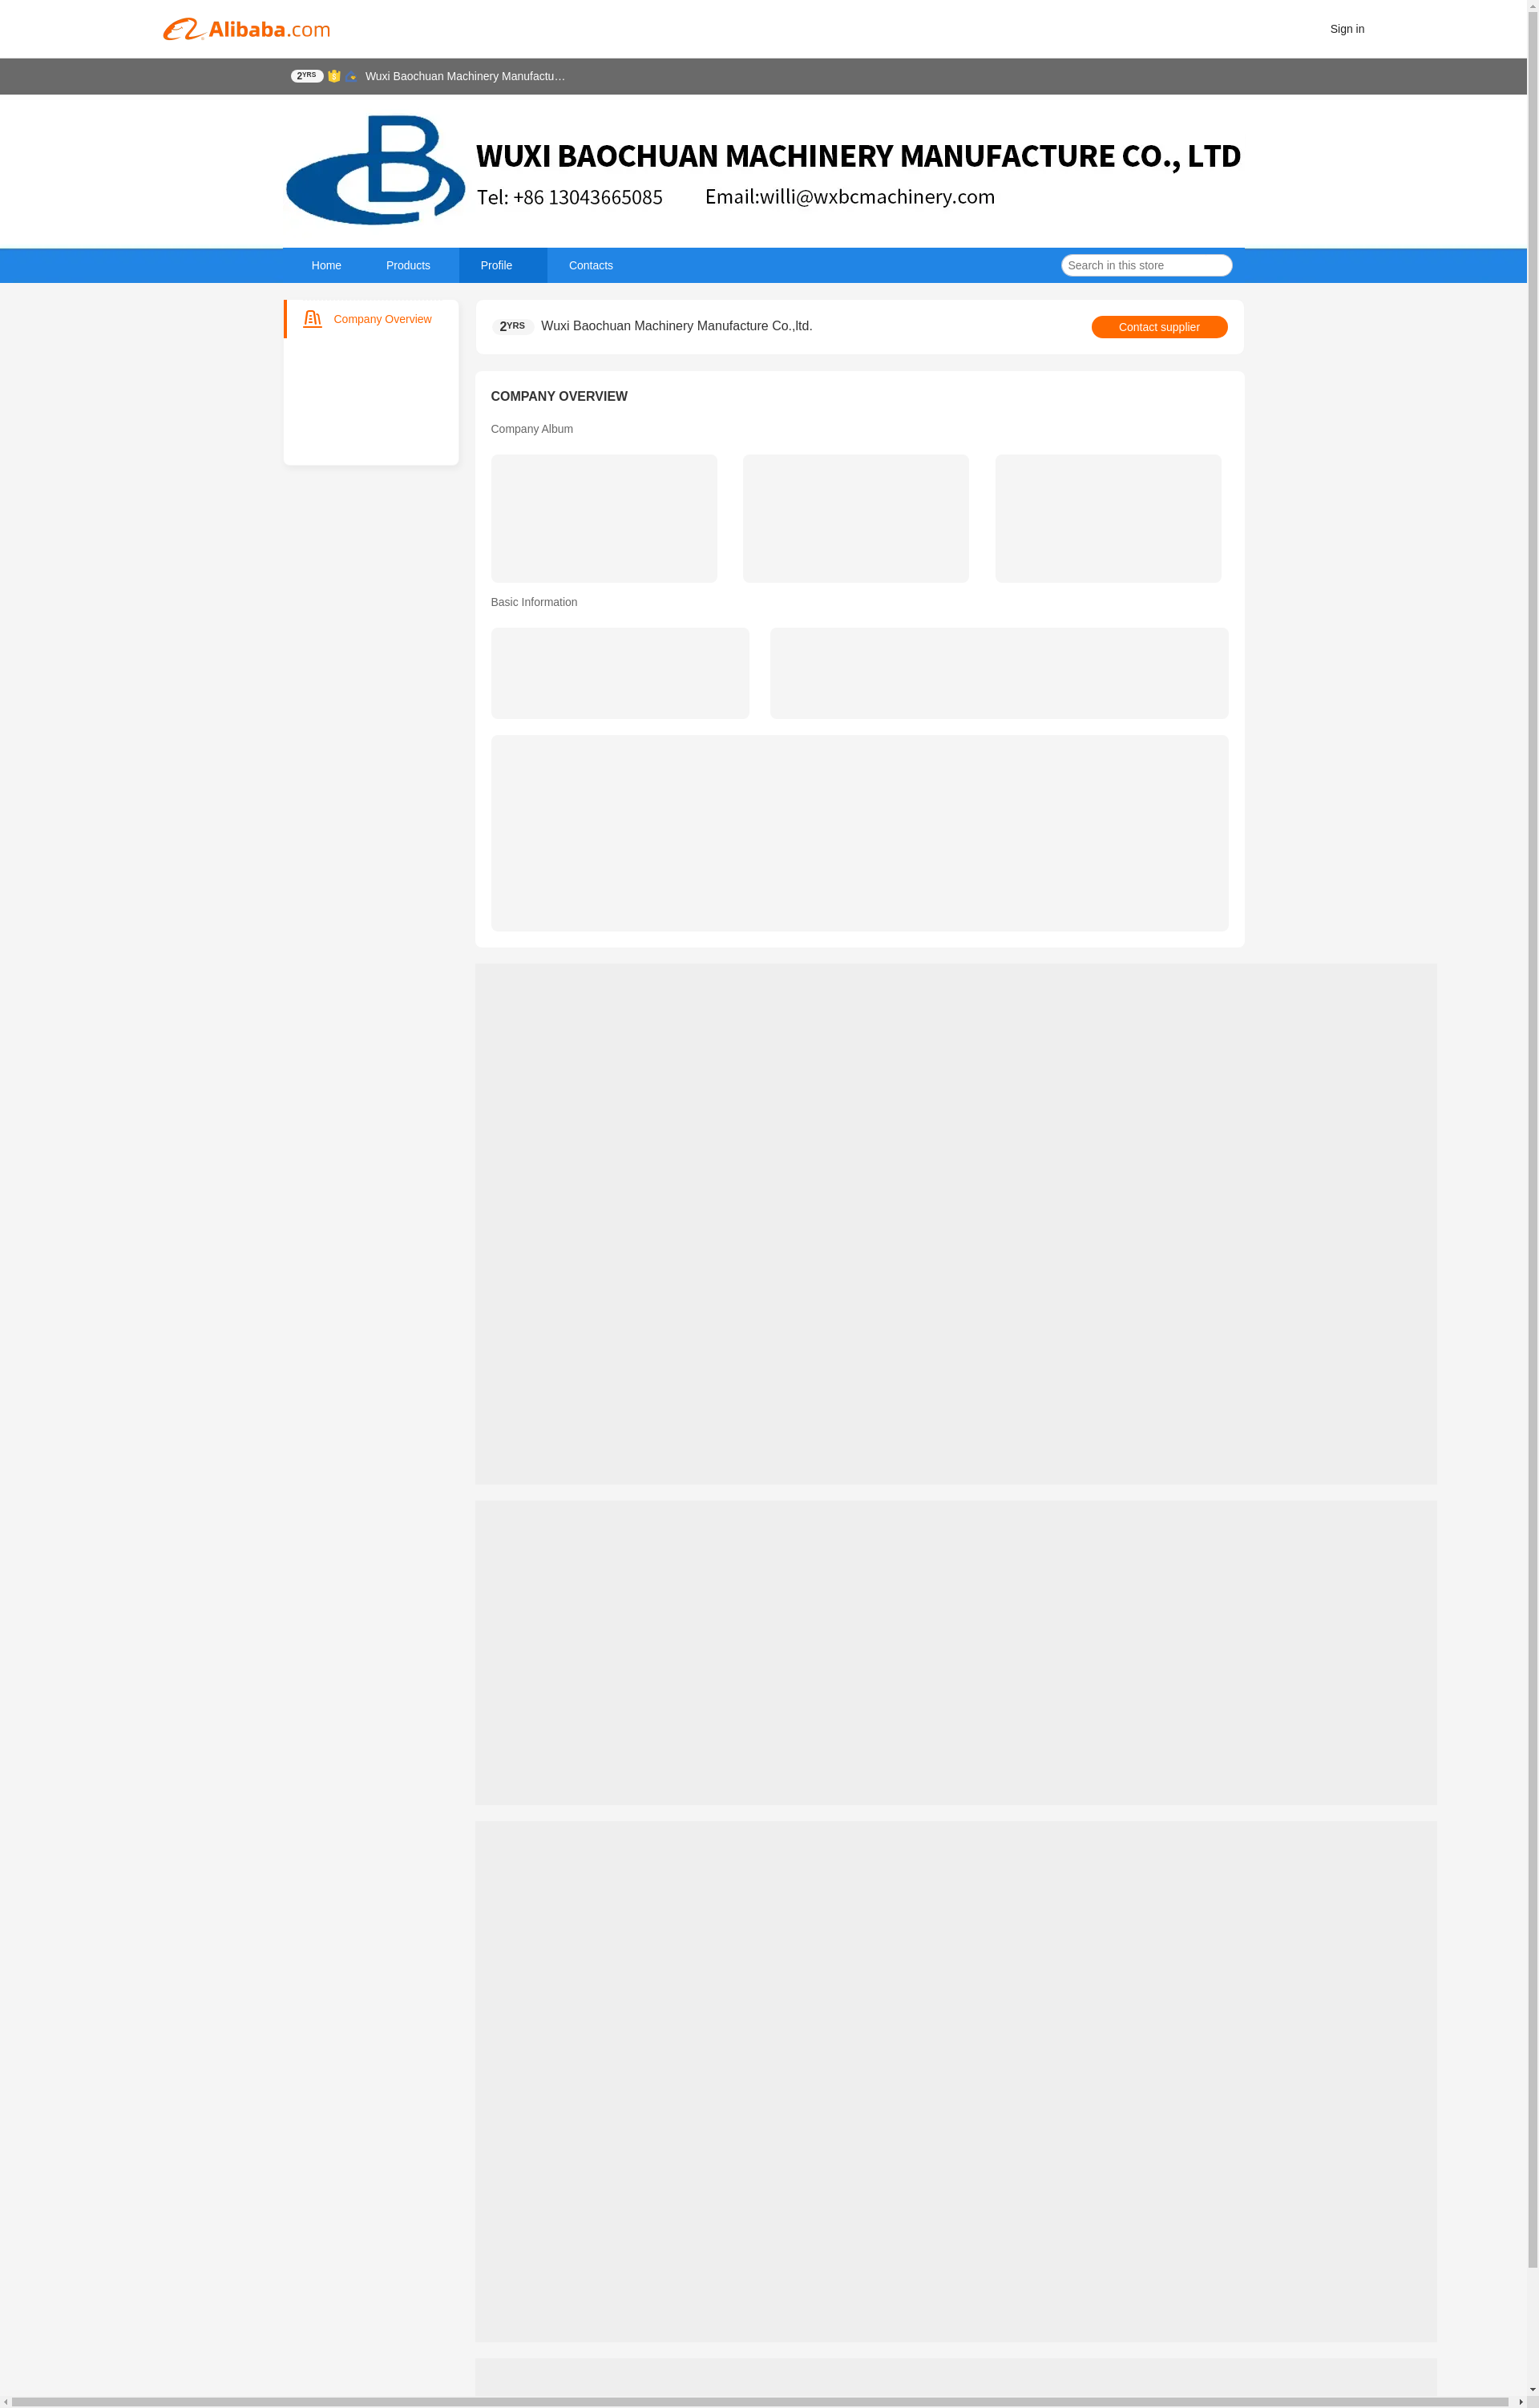 Alibaba.com
Sign in
2YRS Wuxi Baochuan Machinery Manufactu…
WUXI BAOCHUAN MACHINERY MANUFACTURE CO., LTD
Tel: +86 13043665085 Email:willi@wxbcmachinery.com
Home Products Profile Contacts Search in this store
Company Overview
2YRS Wuxi Baochuan Machinery Manufacture Co.,ltd. Contact supplier
COMPANY OVERVIEW
Company Album
Basic Information